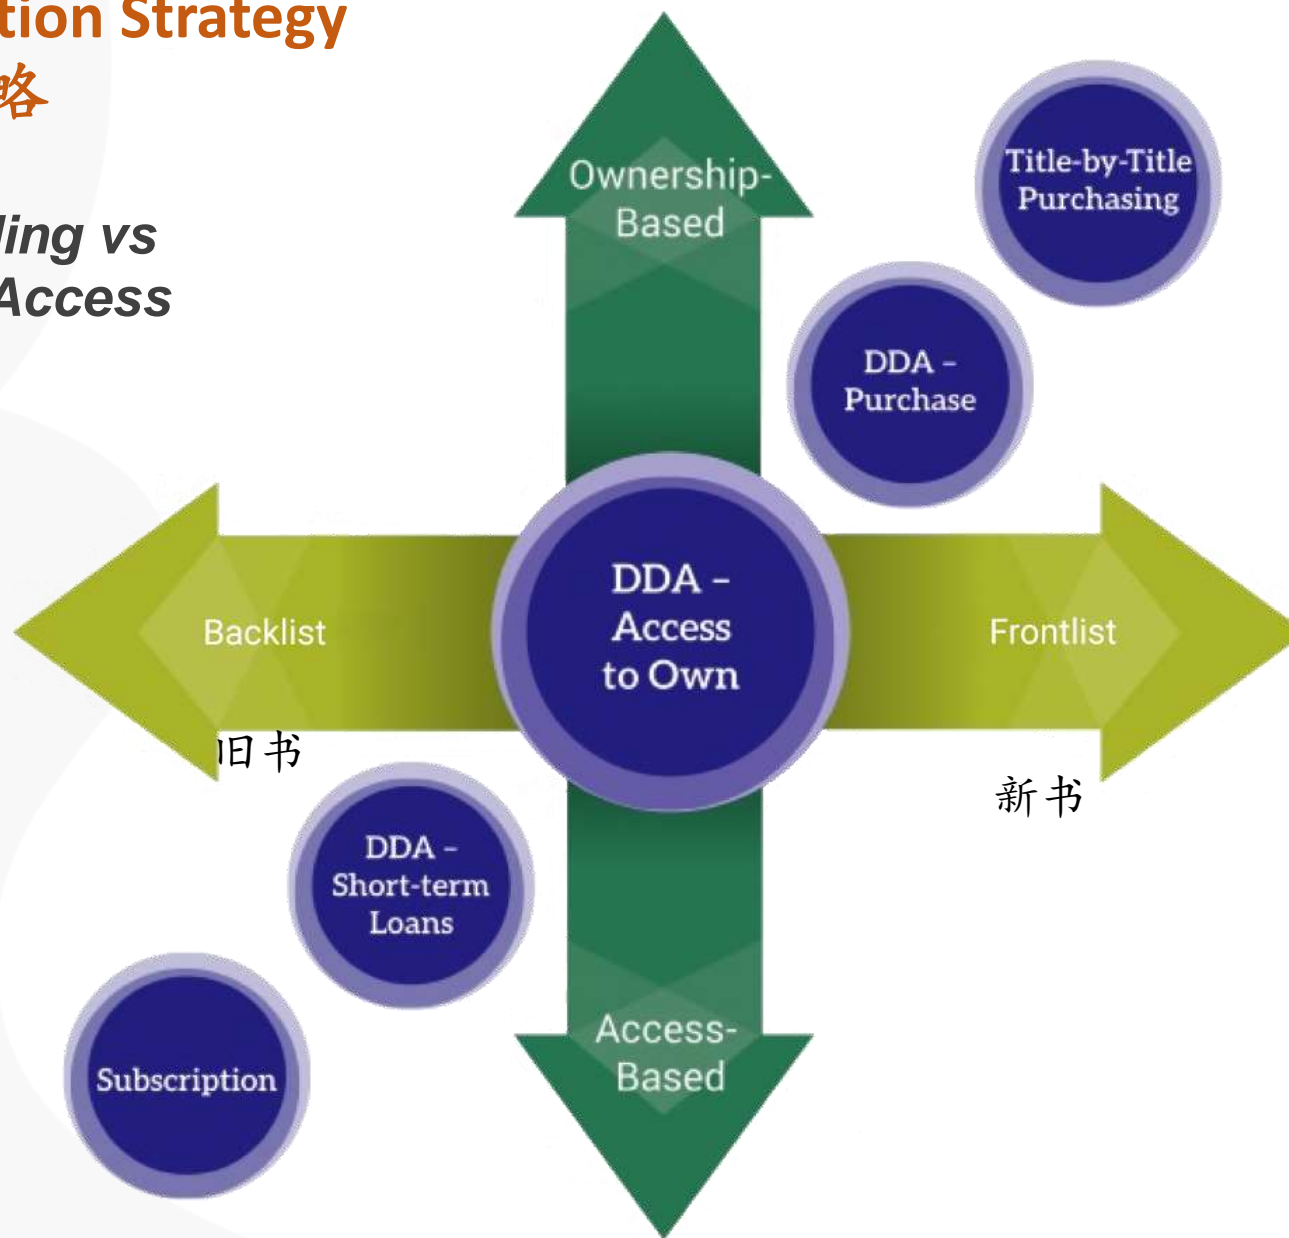 tion Strategy
略
ling vs
Access
Ownership-
Based
Title-by-Title
Purchasing
DDA –
Purchase
DDA –
Access
to Own
Backlist
Frontlist
旧书
新书
DDA –
Short-term
Loans
Access-
Based
Subscription